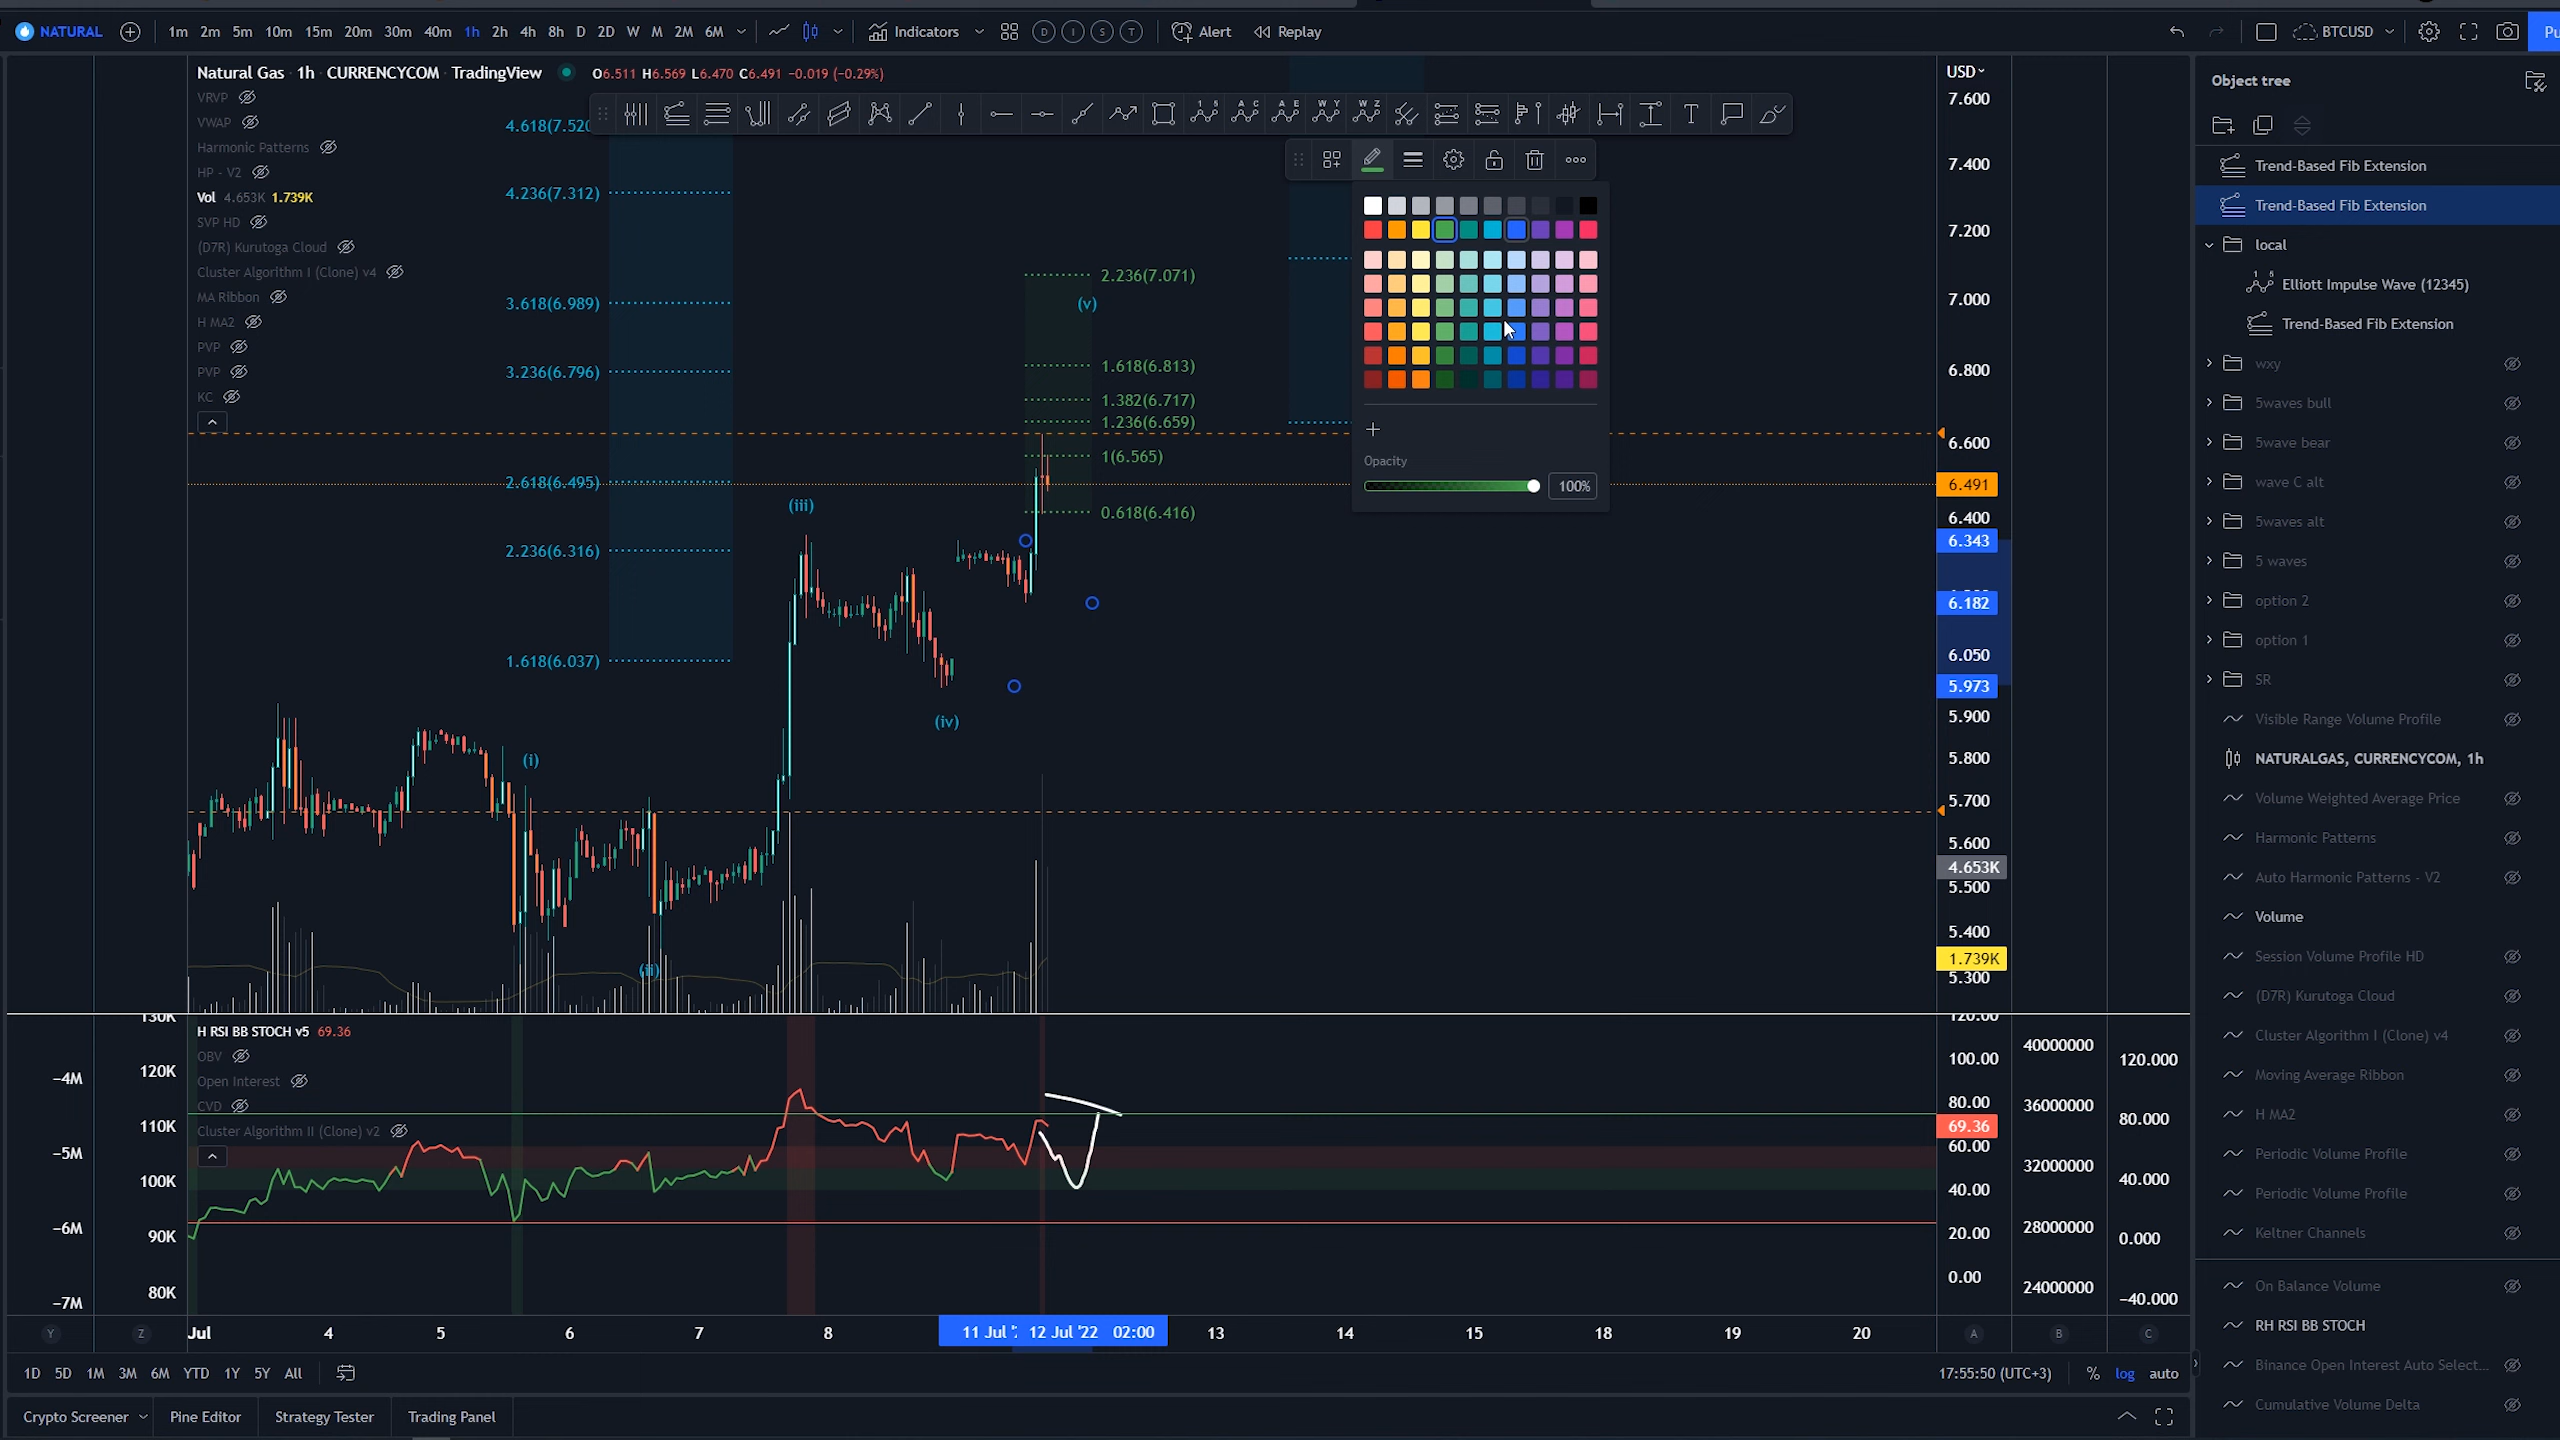 NATURAL 1m 2m 5m 10m 15m 20m 30m 40m 1h 2h 4h 8h D 2D W M 2M 6M Indicators D I S T Alert Replay BTCUSD
Natural Gas 1h CURRENCYCOM TradingView O6.511 H6.569 L6.470 C6.491 −0.019 (−0.29%)
VRVP
VWAP
Harmonic Patterns
HP - V2
Vol 4.653K 1.739K
SVP HD
(D7R) Kurutoga Cloud
Cluster Algorithm I (Clone) v4
MA Ribbon
H MA2
PVP
PVP
KC
4.618(7.520
4.236(7.312)
3.618(6.989)
3.236(6.796)
2.618(6.495)
2.236(6.316)
1.618(6.037)
A C
A E
W Y
W Z
T
2.236(7.071)
(v)
1.618(6.813)
1.382(6.717)
1.236(6.659)
1(6.565)
0.618(6.416)
(iii)
(iv)
(i)
(ii)
Opacity
100%
USD
7.600
7.400
7.200
7.000
6.800
6.600
6.491
6.400
6.343
6.182
6.050
5.973
5.900
5.800
5.700
5.600
4.653K
5.500
5.400
1.739K
5.300
H RSI BB STOCH v5 69.36
OBV
Open Interest
CVD
Cluster Algorithm II (Clone) v2
−4M
−5M
−6M
−7M
130K
120K
110K
100K
90K
80K
120.00
100.00
80.00
69.36
60.00
40.00
20.00
0.00
40000000
36000000
32000000
28000000
24000000
120.000
80.000
40.000
0.000
−40.000
Y Z Jul 4 5 6 7 8 11 Jul '2 12 Jul '22 02:00 13 14 15 18 19 20 A B C
1D 5D 1M 3M 6M YTD 1Y 5Y All 17:55:50 (UTC+3) % log auto
Crypto Screener Pine Editor Strategy Tester Trading Panel
Object tree
Trend-Based Fib Extension
Trend-Based Fib Extension
local
Elliott Impulse Wave (12345)
Trend-Based Fib Extension
wxy
5waves bull
5wave bear
wave C alt
5waves alt
5 waves
option 2
option 1
SR
Visible Range Volume Profile
NATURALGAS, CURRENCYCOM, 1h
Volume Weighted Average Price
Harmonic Patterns
Auto Harmonic Patterns - V2
Volume
Session Volume Profile HD
(D7R) Kurutoga Cloud
Cluster Algorithm I (Clone) v4
Moving Average Ribbon
H MA2
Periodic Volume Profile
Periodic Volume Profile
Keltner Channels
On Balance Volume
RH RSI BB STOCH
Binance Open Interest Auto Select...
Cumulative Volume Delta